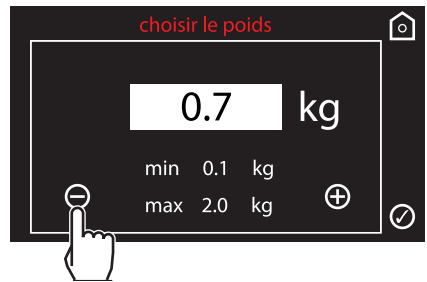 choisir le poids
0.7 kg
min 0.1 kg
max 2.0 kg